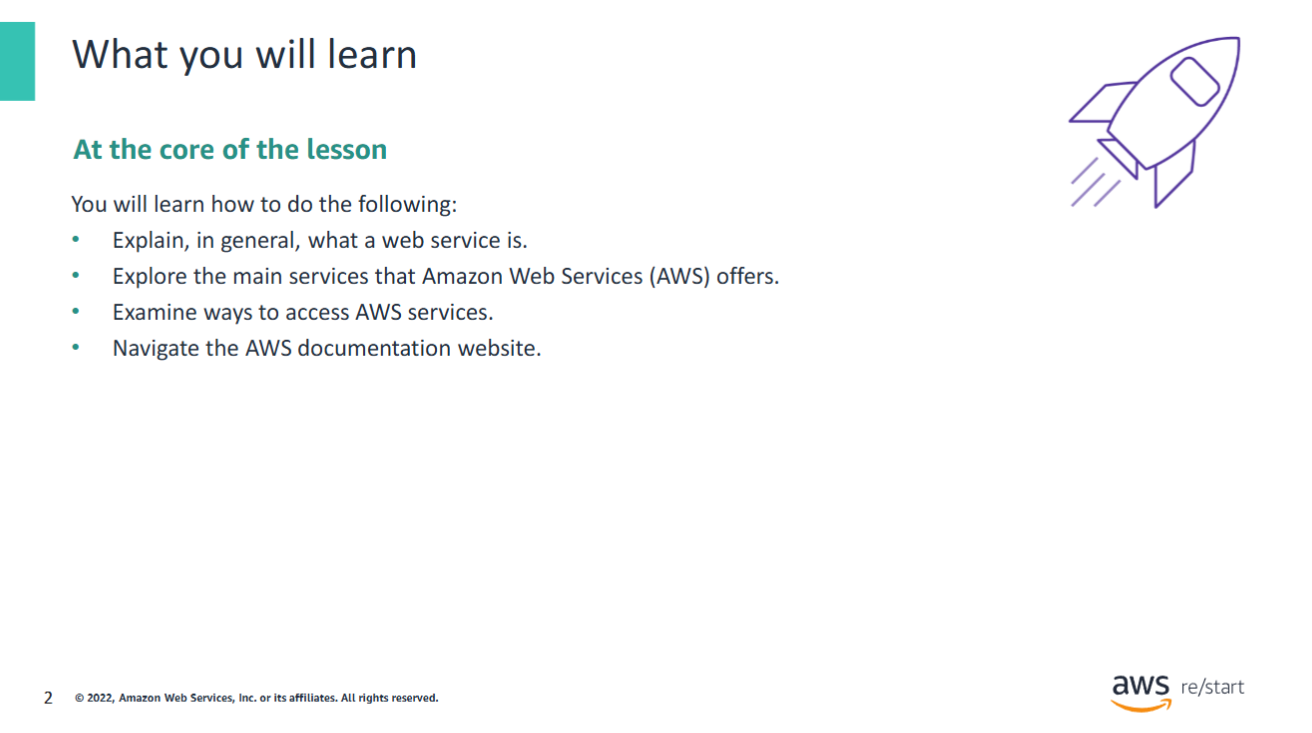 What you will learn
At the core of the lesson
You will learn how to do the following:
• Explain, in general, what a web service is.
• Explore the main services that Amazon Web Services (AWS) offers.
• Examine ways to access AWS services.
• Navigate the AWS documentation website.
2 © 2022, Amazon Web Services, Inc. or its affiliates. All rights reserved.
aws re/start